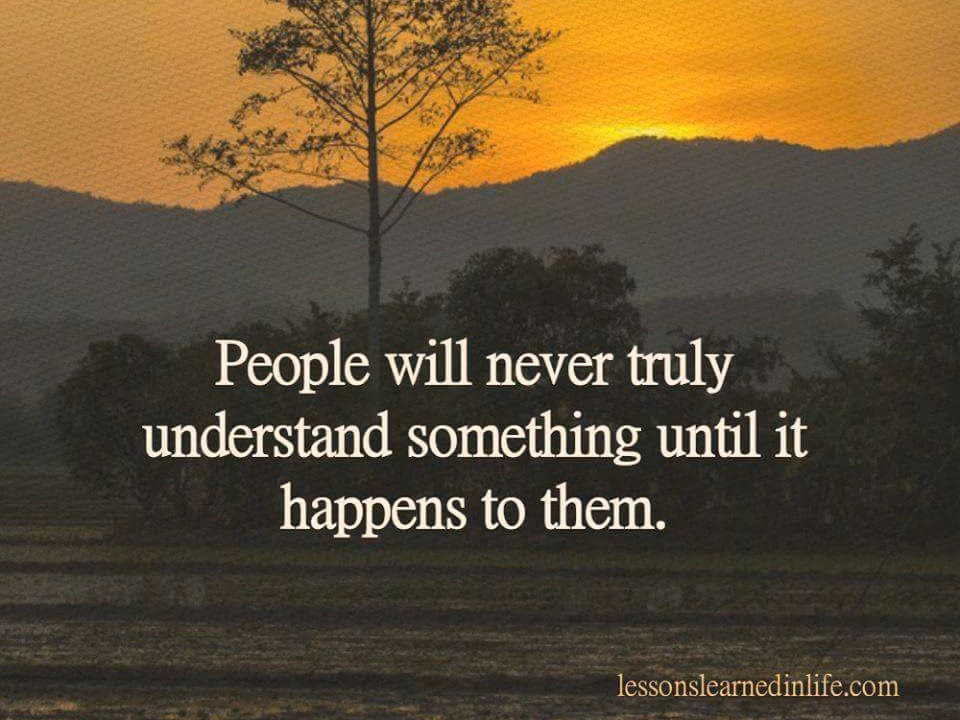 People will never truly
understand something until it
happens to them.
lessonslearnedinlife.com